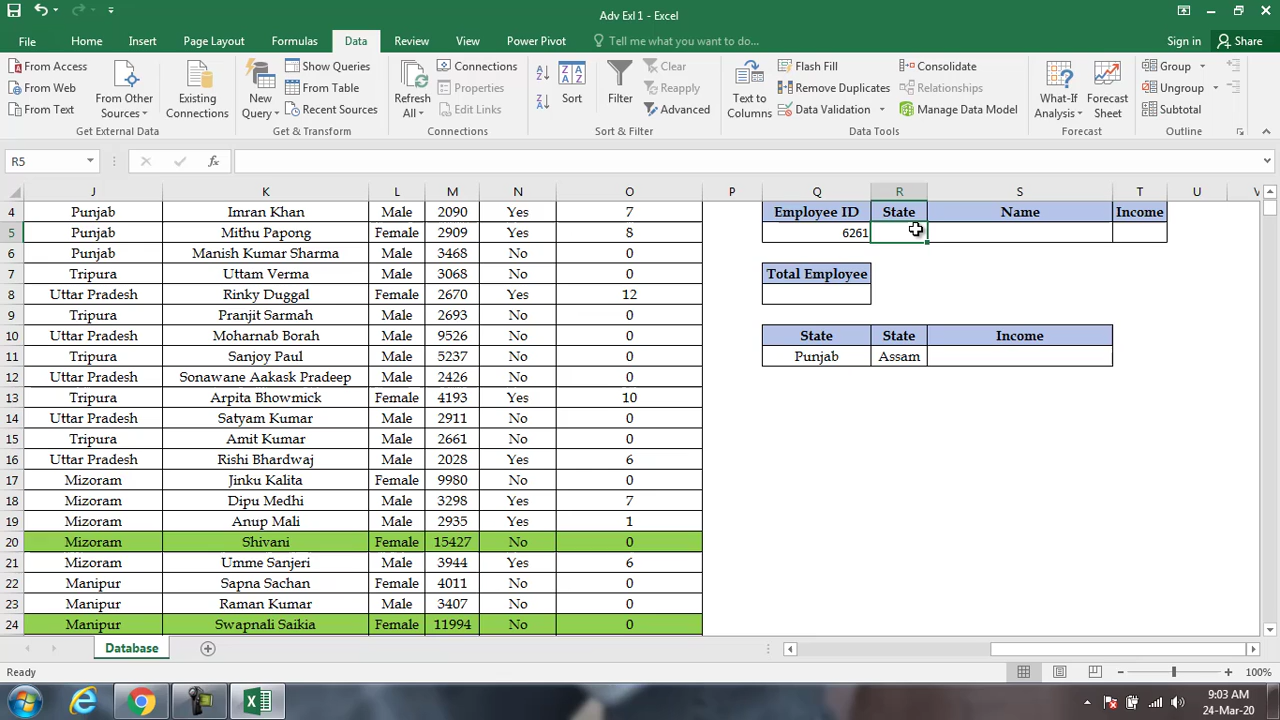 Adv Exl 1 - Excel
File Home Insert Page Layout Formulas Data Review View Power Pivot Tell me what you want to do... Sign in Share
From Access
From Web
From Text
From Other Sources
Existing Connections
Get External Data
New Query
Show Queries
From Table
Recent Sources
Get & Transform
Refresh All
Connections
Properties
Edit Links
Connections
Sort
Filter
Clear
Reapply
Advanced
Sort & Filter
Text to Columns
Flash Fill
Remove Duplicates
Data Validation
Consolidate
Relationships
Manage Data Model
Data Tools
What-If Analysis
Forecast Sheet
Forecast
Group
Ungroup
Subtotal
Outline
R5 fx
J K L M N O P Q R S T U V
4 Punjab Imran Khan Male 2090 Yes 7 Employee ID State Name Income
5 Punjab Mithu Papong Female 2909 Yes 8 6261
6 Punjab Manish Kumar Sharma Male 3468 No 0
7 Tripura Uttam Verma Male 3068 No 0 Total Employee
8 Uttar Pradesh Rinky Duggal Female 2670 Yes 12
9 Tripura Pranjit Sarmah Male 2693 No 0
10 Uttar Pradesh Moharnab Borah Male 9526 No 0 State State Income
11 Tripura Sanjoy Paul Male 5237 No 0 Punjab Assam
12 Uttar Pradesh Sonawane Aakask Pradeep Male 2426 No 0
13 Tripura Arpita Bhowmick Female 4193 Yes 10
14 Uttar Pradesh Satyam Kumar Male 2911 No 0
15 Tripura Amit Kumar Male 2661 No 0
16 Uttar Pradesh Rishi Bhardwaj Male 2028 Yes 6
17 Mizoram Jinku Kalita Female 9980 No 0
18 Mizoram Dipu Medhi Male 3298 Yes 7
19 Mizoram Anup Mali Male 2935 Yes 1
20 Mizoram Shivani Female 15427 No 0
21 Mizoram Umme Sanjeri Male 3944 Yes 6
22 Manipur Sapna Sachan Female 4011 No 0
23 Manipur Raman Kumar Male 3407 No 0
24 Manipur Swapnali Saikia Female 11994 No 0
Database
Ready 100%
9:03 AM
24-Mar-20